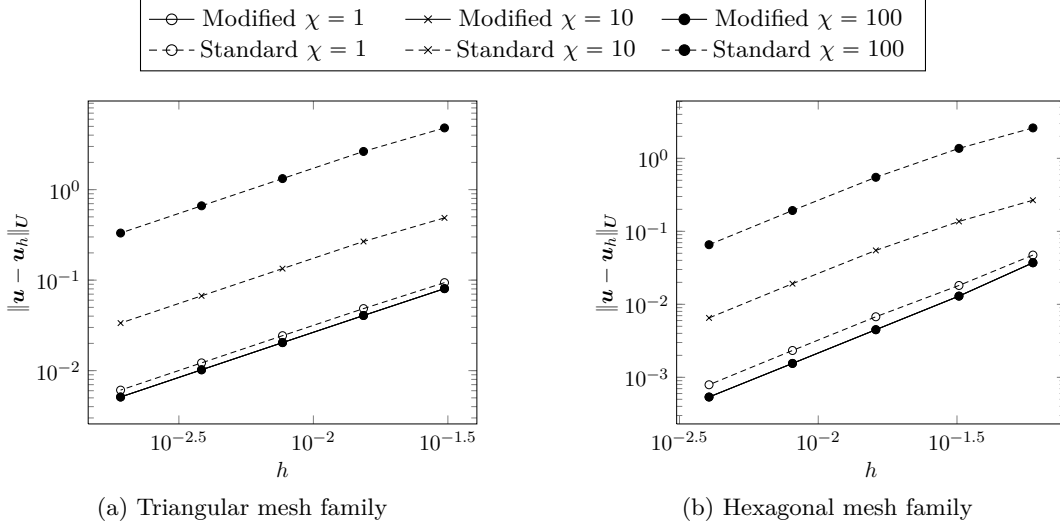 Modified χ = 1 Modified χ = 10 Modified χ = 100
Standard χ = 1 Standard χ = 10 Standard χ = 100
10^0
10^{-1}
10^{-2}
‖u − u_h‖_U
10^{-2.5} 10^{-2} 10^{-1.5}
h
(a) Triangular mesh family
10^0
10^{-1}
10^{-2}
10^{-3}
‖u − u_h‖_U
10^{-2.5} 10^{-2} 10^{-1.5}
h
(b) Hexagonal mesh family